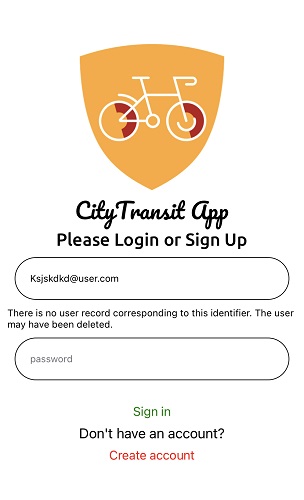 CityTransit App
Please Login or Sign Up
Ksjskdkd@user.com
There is no user record corresponding to this identifier. The user
may have been deleted.
password
Sign in
Don't have an account?
Create account